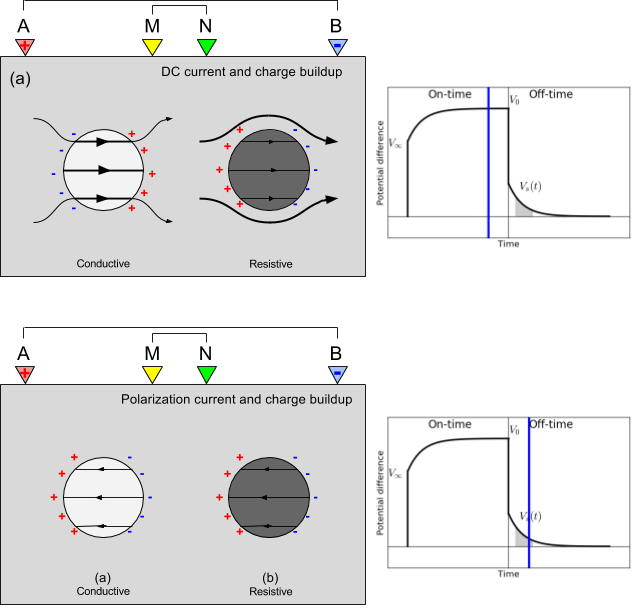 A M N B
+ -
(a) DC current and charge buildup
Conductive Resistive
On-time V₀ Off-time
V∞
Vs(t)
Potential difference
Time
A M N B
+ -
Polarization current and charge buildup
(a) (b)
Conductive Resistive
On-time V₀ Off-time
V∞
Vs(t)
Potential difference
Time